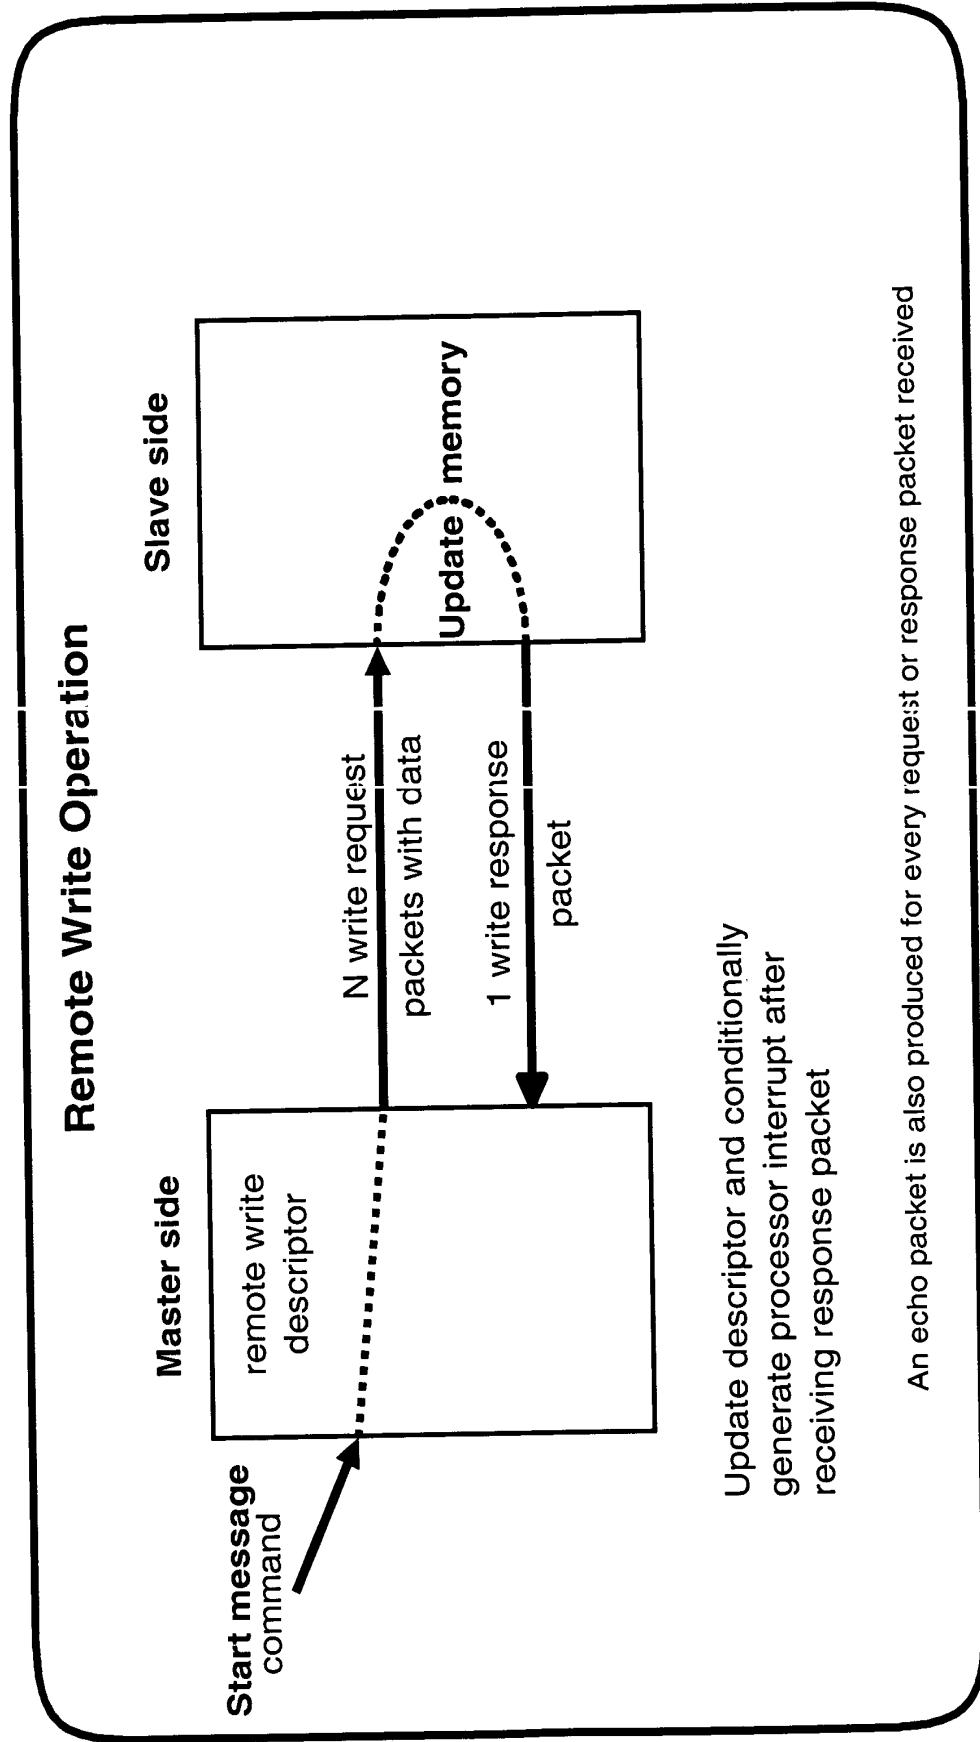 Remote Write Operation
Master side
Slave side
Start message
command
remote write
descriptor
N write request
packets with data
1 write response
packet
Update memory
Update descriptor and conditionally
generate processor interrupt after
receiving response packet
An echo packet is also produced for every request or response packet received